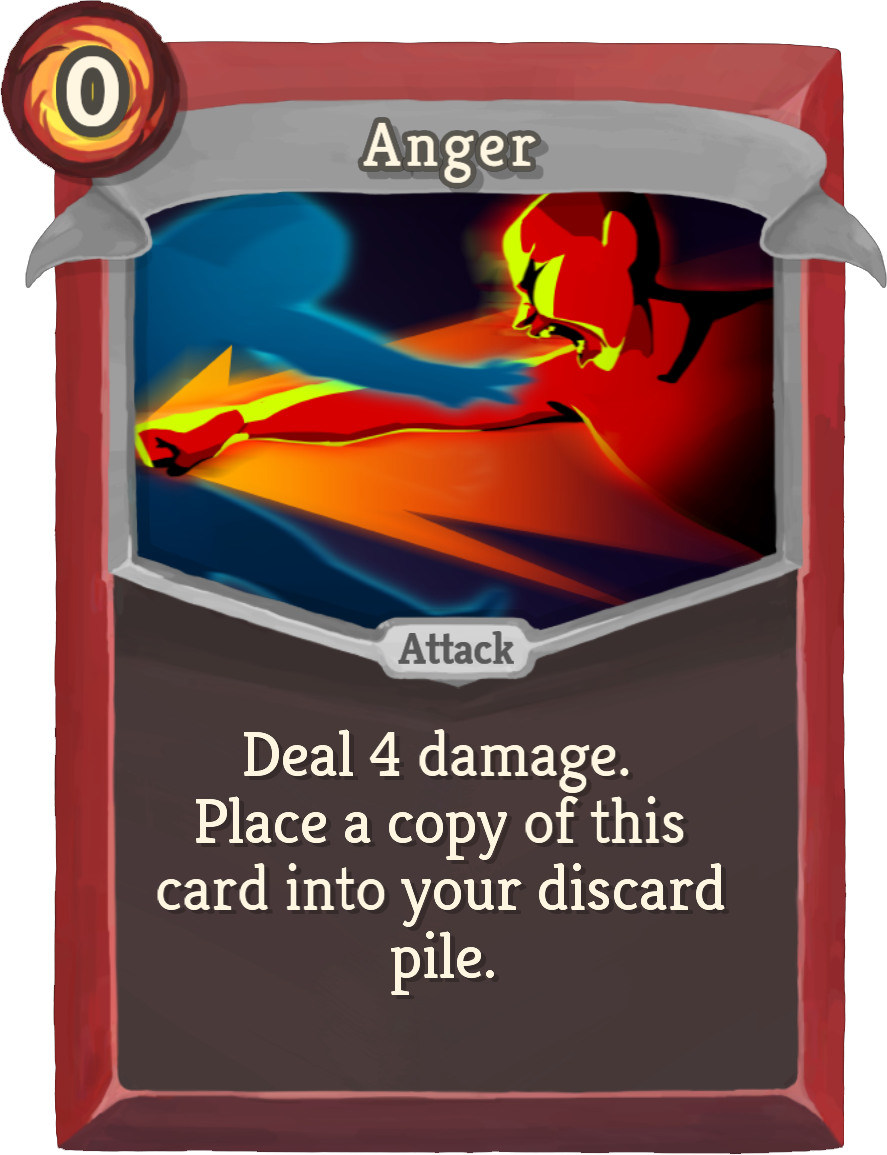 0
Anger
Attack
Deal 4 damage.
Place a copy of this
card into your discard
pile.